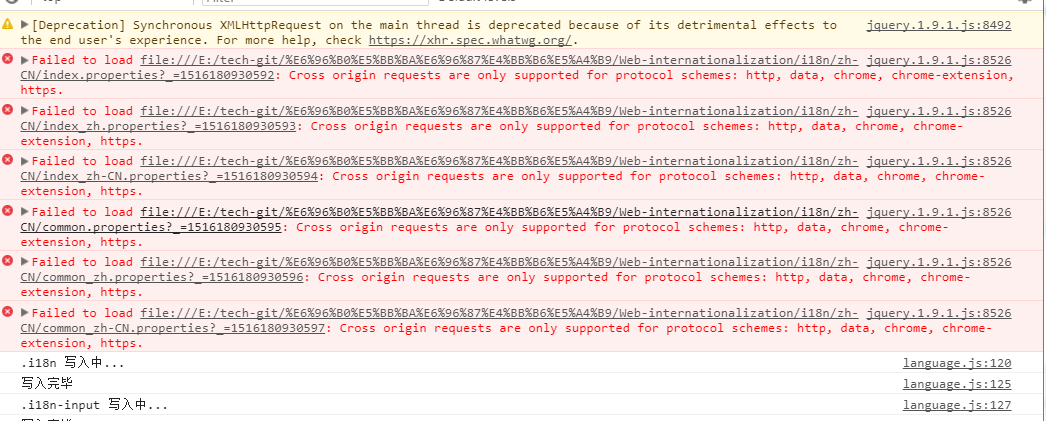 [Deprecation] Synchronous XMLHttpRequest on the main thread is deprecated because of its detrimental effects to jquery.1.9.1.js:8492
the end user's experience. For more help, check https://xhr.spec.whatwg.org/.
Failed to load file:///E:/tech-git/%E6%96%B0%E5%BB%BA%E6%96%87%E4%BB%B6%E5%A4%B9/Web-internationalization/i18n/zh- jquery.1.9.1.js:8526
CN/index.properties?_=1516180930592: Cross origin requests are only supported for protocol schemes: http, data, chrome, chrome-extension,
https.
Failed to load file:///E:/tech-git/%E6%96%B0%E5%BB%BA%E6%96%87%E4%BB%B6%E5%A4%B9/Web-internationalization/i18n/zh- jquery.1.9.1.js:8526
CN/index_zh.properties?_=1516180930593: Cross origin requests are only supported for protocol schemes: http, data, chrome, chrome-
extension, https.
Failed to load file:///E:/tech-git/%E6%96%B0%E5%BB%BA%E6%96%87%E4%BB%B6%E5%A4%B9/Web-internationalization/i18n/zh- jquery.1.9.1.js:8526
CN/index_zh-CN.properties?_=1516180930594: Cross origin requests are only supported for protocol schemes: http, data, chrome, chrome-
extension, https.
Failed to load file:///E:/tech-git/%E6%96%B0%E5%BB%BA%E6%96%87%E4%BB%B6%E5%A4%B9/Web-internationalization/i18n/zh- jquery.1.9.1.js:8526
CN/common.properties?_=1516180930595: Cross origin requests are only supported for protocol schemes: http, data, chrome, chrome-
extension, https.
Failed to load file:///E:/tech-git/%E6%96%B0%E5%BB%BA%E6%96%87%E4%BB%B6%E5%A4%B9/Web-internationalization/i18n/zh- jquery.1.9.1.js:8526
CN/common_zh.properties?_=1516180930596: Cross origin requests are only supported for protocol schemes: http, data, chrome, chrome-
extension, https.
Failed to load file:///E:/tech-git/%E6%96%B0%E5%BB%BA%E6%96%87%E4%BB%B6%E5%A4%B9/Web-internationalization/i18n/zh- jquery.1.9.1.js:8526
CN/common_zh-CN.properties?_=1516180930597: Cross origin requests are only supported for protocol schemes: http, data, chrome, chrome-
extension, https.
.i18n 写入中... language.js:120
写入完毕 language.js:125
.i18n-input 写入中... language.js:127